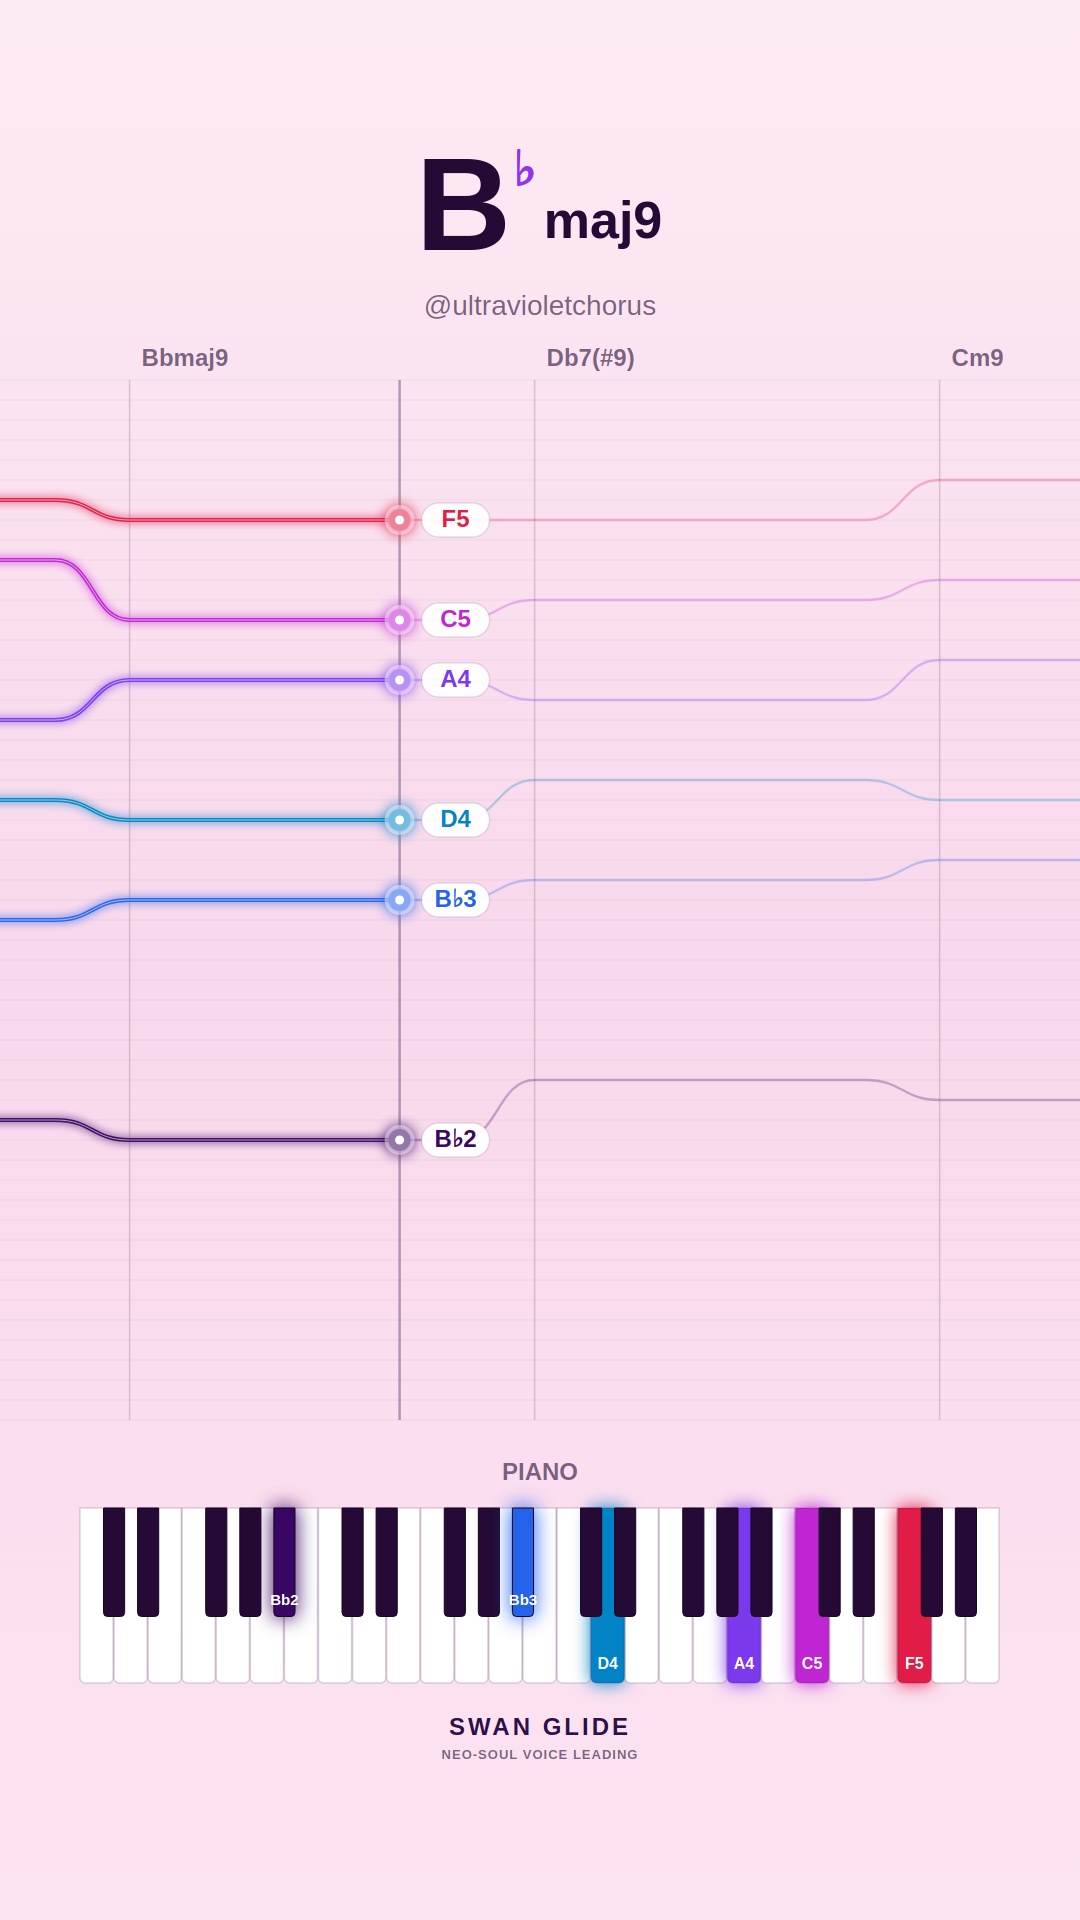 B♭maj9
@ultravioletchorus
Bbmaj9 Db7(#9) Cm9
F5
C5
A4
D4
B♭3
B♭2
PIANO
Bb2 Bb3
D4 A4 C5 F5
SWAN GLIDE
NEO-SOUL VOICE LEADING